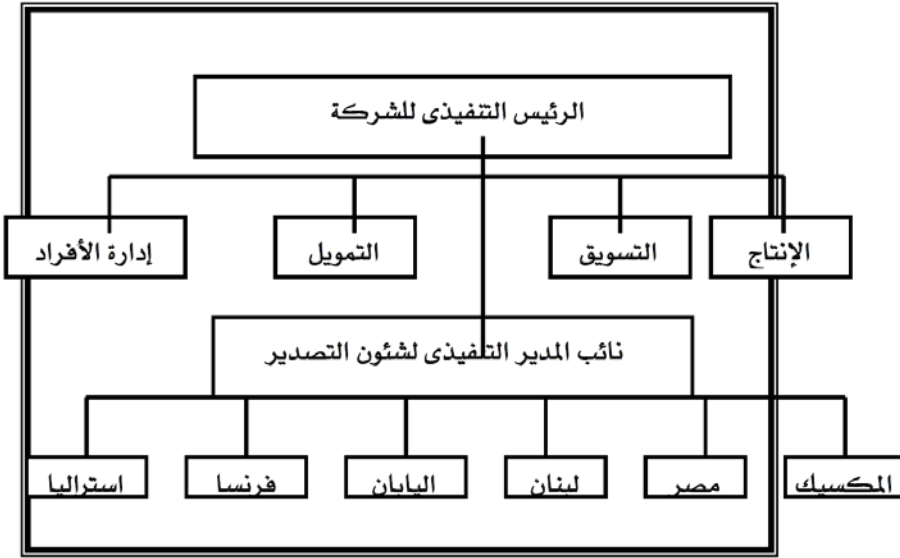 الرئيس التنفيذى للشركة
الإنتاج
التسويق
التمويل
إدارة الأفراد
نائب المدير التنفيذى لشئون التصدير
المكسيك
مصر
لبنان
اليابان
فرنسا
استراليا